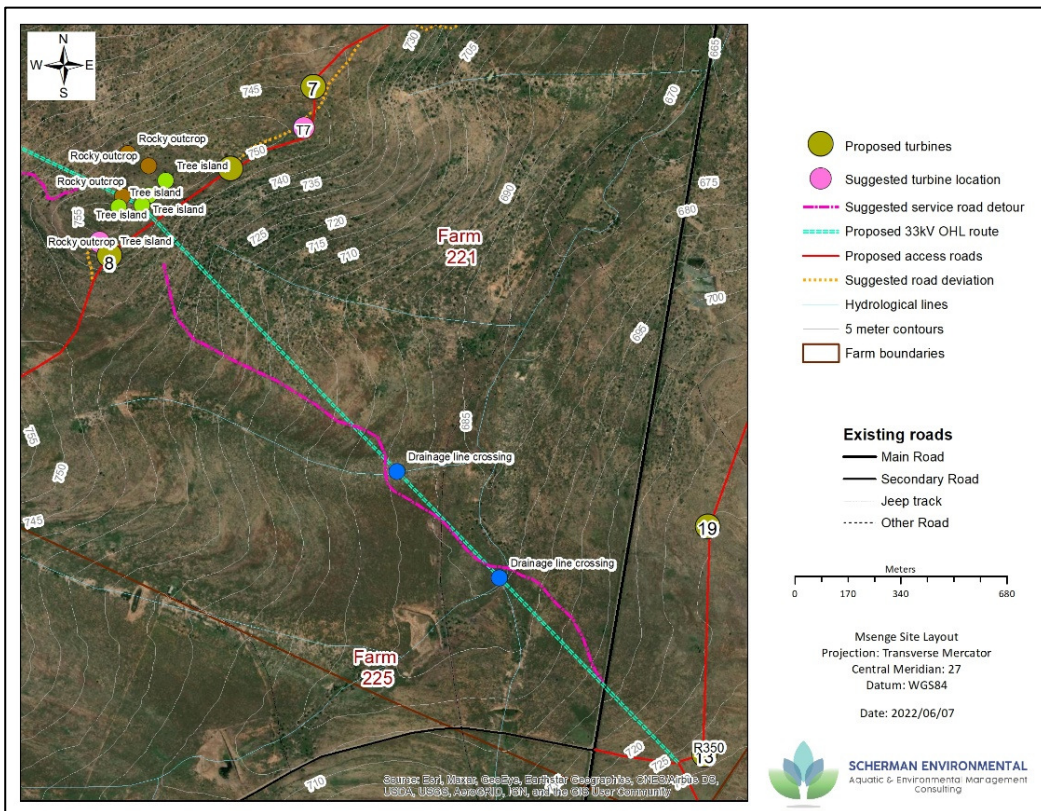 N
W E
S
730
705
665
745
7
670
T7
Rocky outcrop
750
Rocky outcrop
Tree island
740
735
690
675
Rocky outcrop
Tree island
755
Tree island
Tree island
720
680
Rocky outcrop
Tree island
725
715
710
8
Farm
221
700
695
755
685
750
Drainage line crossing
745
19
Drainage line crossing
Farm
225
R350
720
725
13
710
Source: Esri, Maxar, GeoEye, Earthstar Geographics, CNES/Airbus DS,
USDA, USGS, AeroGRID, IGN, and the GIS User Community
Proposed turbines
Suggested turbine location
Suggested service road detour
Proposed 33kV OHL route
Proposed access roads
Suggested road deviation
Hydrological lines
5 meter contours
Farm boundaries
Existing roads
Main Road
Secondary Road
Jeep track
Other Road
Meters
0 170 340 680
Msenge Site Layout
Projection: Transverse Mercator
Central Meridian: 27
Datum: WGS84
Date: 2022/06/07
SCHERMAN ENVIRONMENTAL
Aquatic & Environmental Management
Consulting